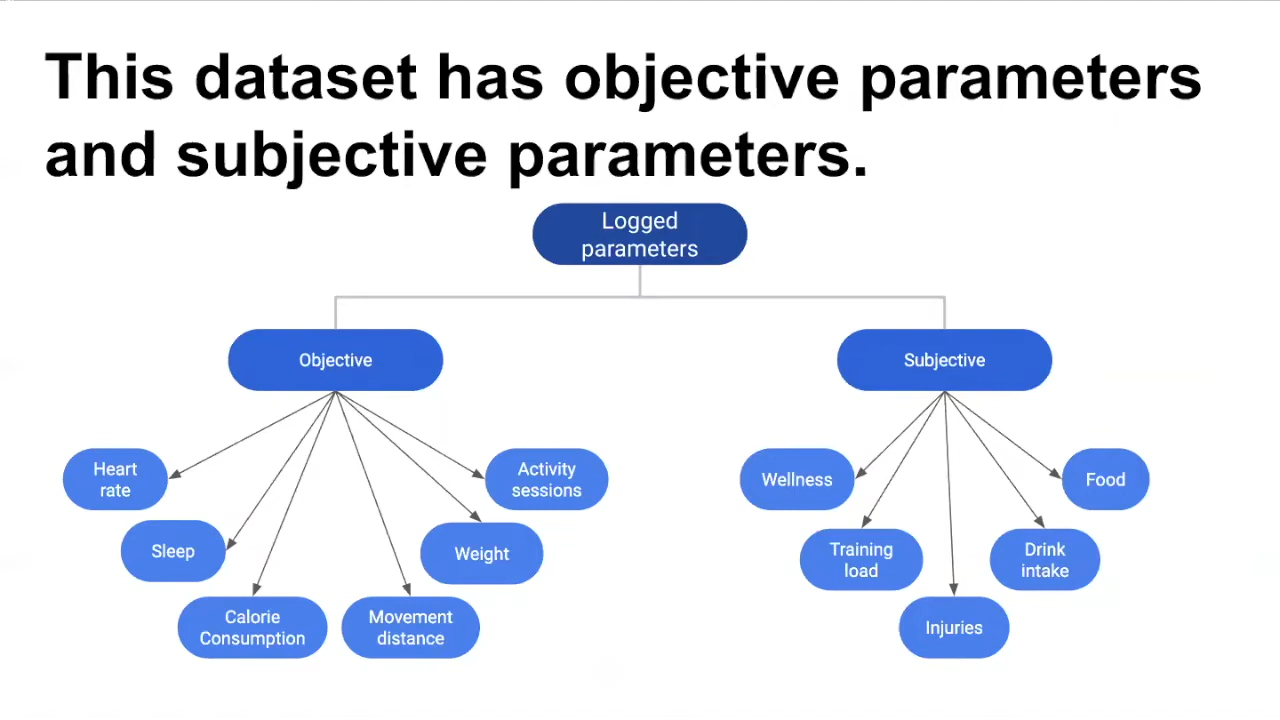 This dataset has objective parameters
and subjective parameters.
Logged
parameters
Objective
Subjective
Heart
rate
Sleep
Calorie
Consumption
Movement
distance
Weight
Activity
sessions
Wellness
Training
load
Injuries
Drink
intake
Food